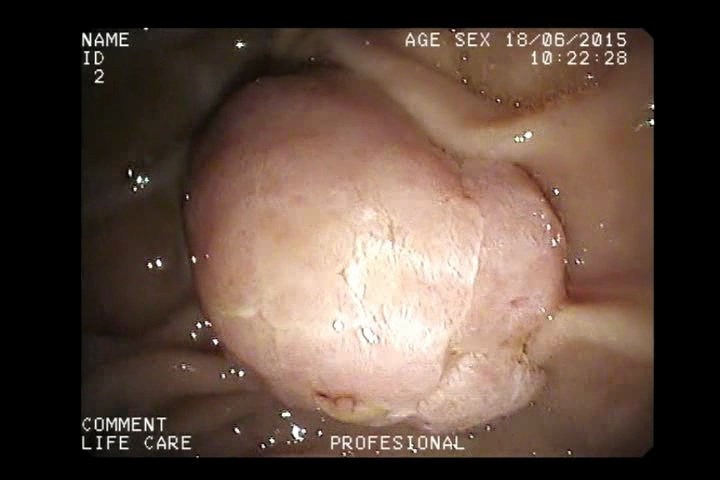 NAME AGE SEX 18/06/2015
ID 10:22:28
2
COMMENT
LIFE CARE PROFESIONAL